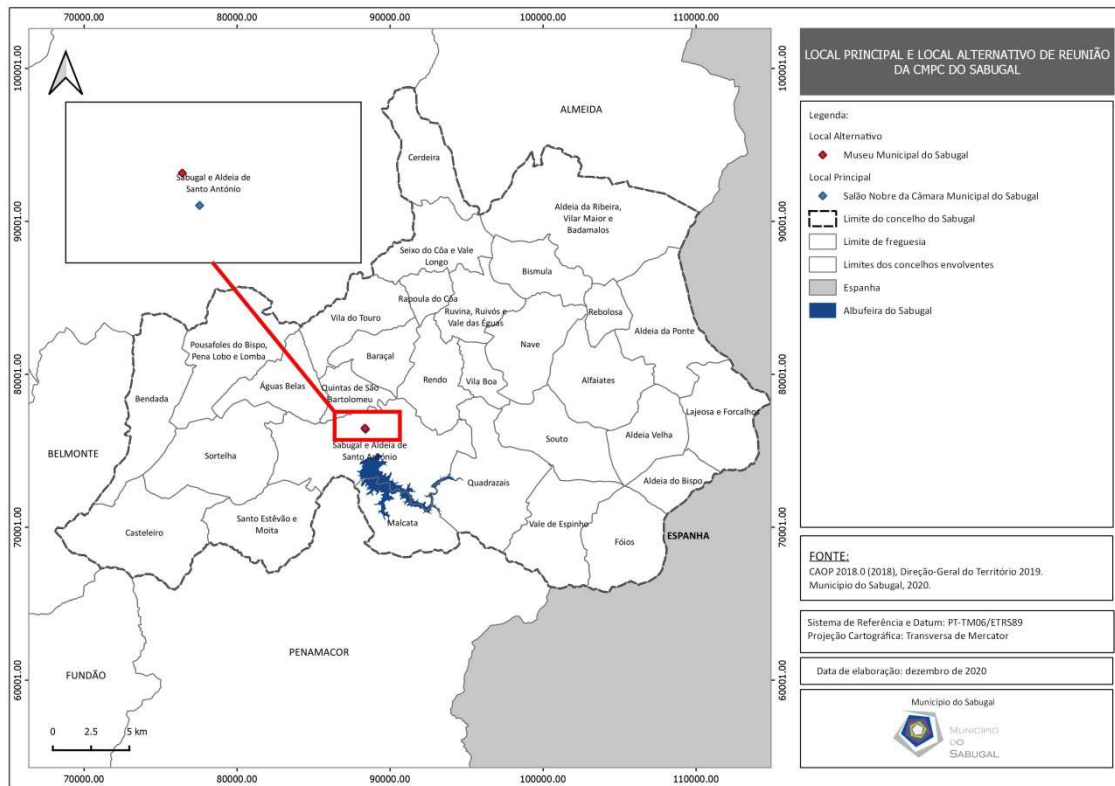 70000.00 80000.00 90000.00 100000.00 110000.00
100001.00
90001.00
80001.00
70001.00
60001.00
ALMEIDA
Cerdeira
Sabugal e Aldeia de
Santo António
Aldeia da Ribeira,
Vilar Maior e
Badamalos
Seixo do Côa e Vale
Longo
Bismula
Rapoula do Côa
Ruvina, Ruivós e
Vale das Éguas
Rebolosa
Vila do Touro
Aldeia da Ponte
Pousafoles do Bispo,
Pena Lobo e Lomba
Nave
Baraçal
Águas Belas
Quintas de São
Bartolomeu
Rendo
Vila Boa
Alfaiates
Bendada
Lajeosa e Forcalhos
Sabugal e Aldeia de
Santo António
Souto
Aldeia Velha
BELMONTE
Sortelha
Quadrazais
Aldeia do Bispo
Santo Estêvão e
Moita
Casteleiro
Malcata
Vale de Espinho
Fóios
ESPANHA
PENAMACOR
FUNDÃO
0 2.5 5 km
70000.00 80000.00 90000.00 100000.00 110000.00
100001.00
90001.00
80001.00
70001.00
60001.00
LOCAL PRINCIPAL E LOCAL ALTERNATIVO DE REUNIÃO
DA CMPC DO SABUGAL
Legenda:
Local Alternativo
Museu Municipal do Sabugal
Local Principal
Salão Nobre da Câmara Municipal do Sabugal
Limite do concelho do Sabugal
Limite de freguesia
Limites dos concelhos envolventes
Espanha
Albufeira do Sabugal
FONTE:
CAOP 2018.0 (2018), Direção-Geral do Território 2019.
Município do Sabugal, 2020.
Sistema de Referência e Datum: PT-TM06/ETRS89
Projeção Cartográfica: Transversa de Mercator
Data de elaboração: dezembro de 2020
Município do Sabugal
MUNICÍPIO
DO
SABUGAL